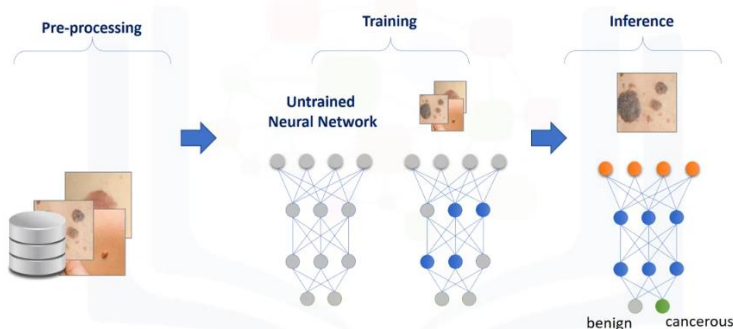 Pre-processing
Training
Inference
Untrained
Neural Network
benign
cancerous